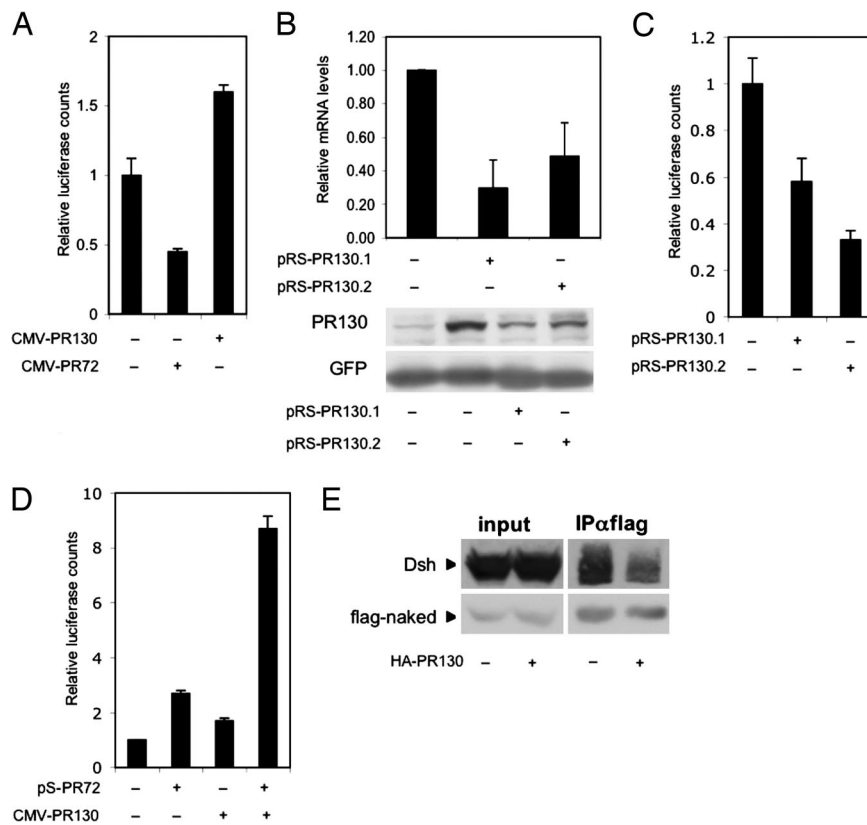 A
Relative luciferase counts
2
1.5
1
0.5
0
CMV-PR130 – – +
CMV-PR72 – + –
B
Relative mRNA levels
1.20
1.00
0.80
0.60
0.40
0.20
0.00
pRS-PR130.1 – + –
pRS-PR130.2 – – +
PR130
GFP
pRS-PR130.1 – – + –
pRS-PR130.2 – – – +
C
Relative luciferase counts
1.2
1
0.8
0.6
0.4
0.2
0
pRS-PR130.1 – + –
pRS-PR130.2 – – +
D
Relative luciferase counts
10
8
6
4
2
0
pS-PR72 – + – +
CMV-PR130 – – + +
E
input IPαflag
Dsh
flag-naked
HA-PR130 – + – +